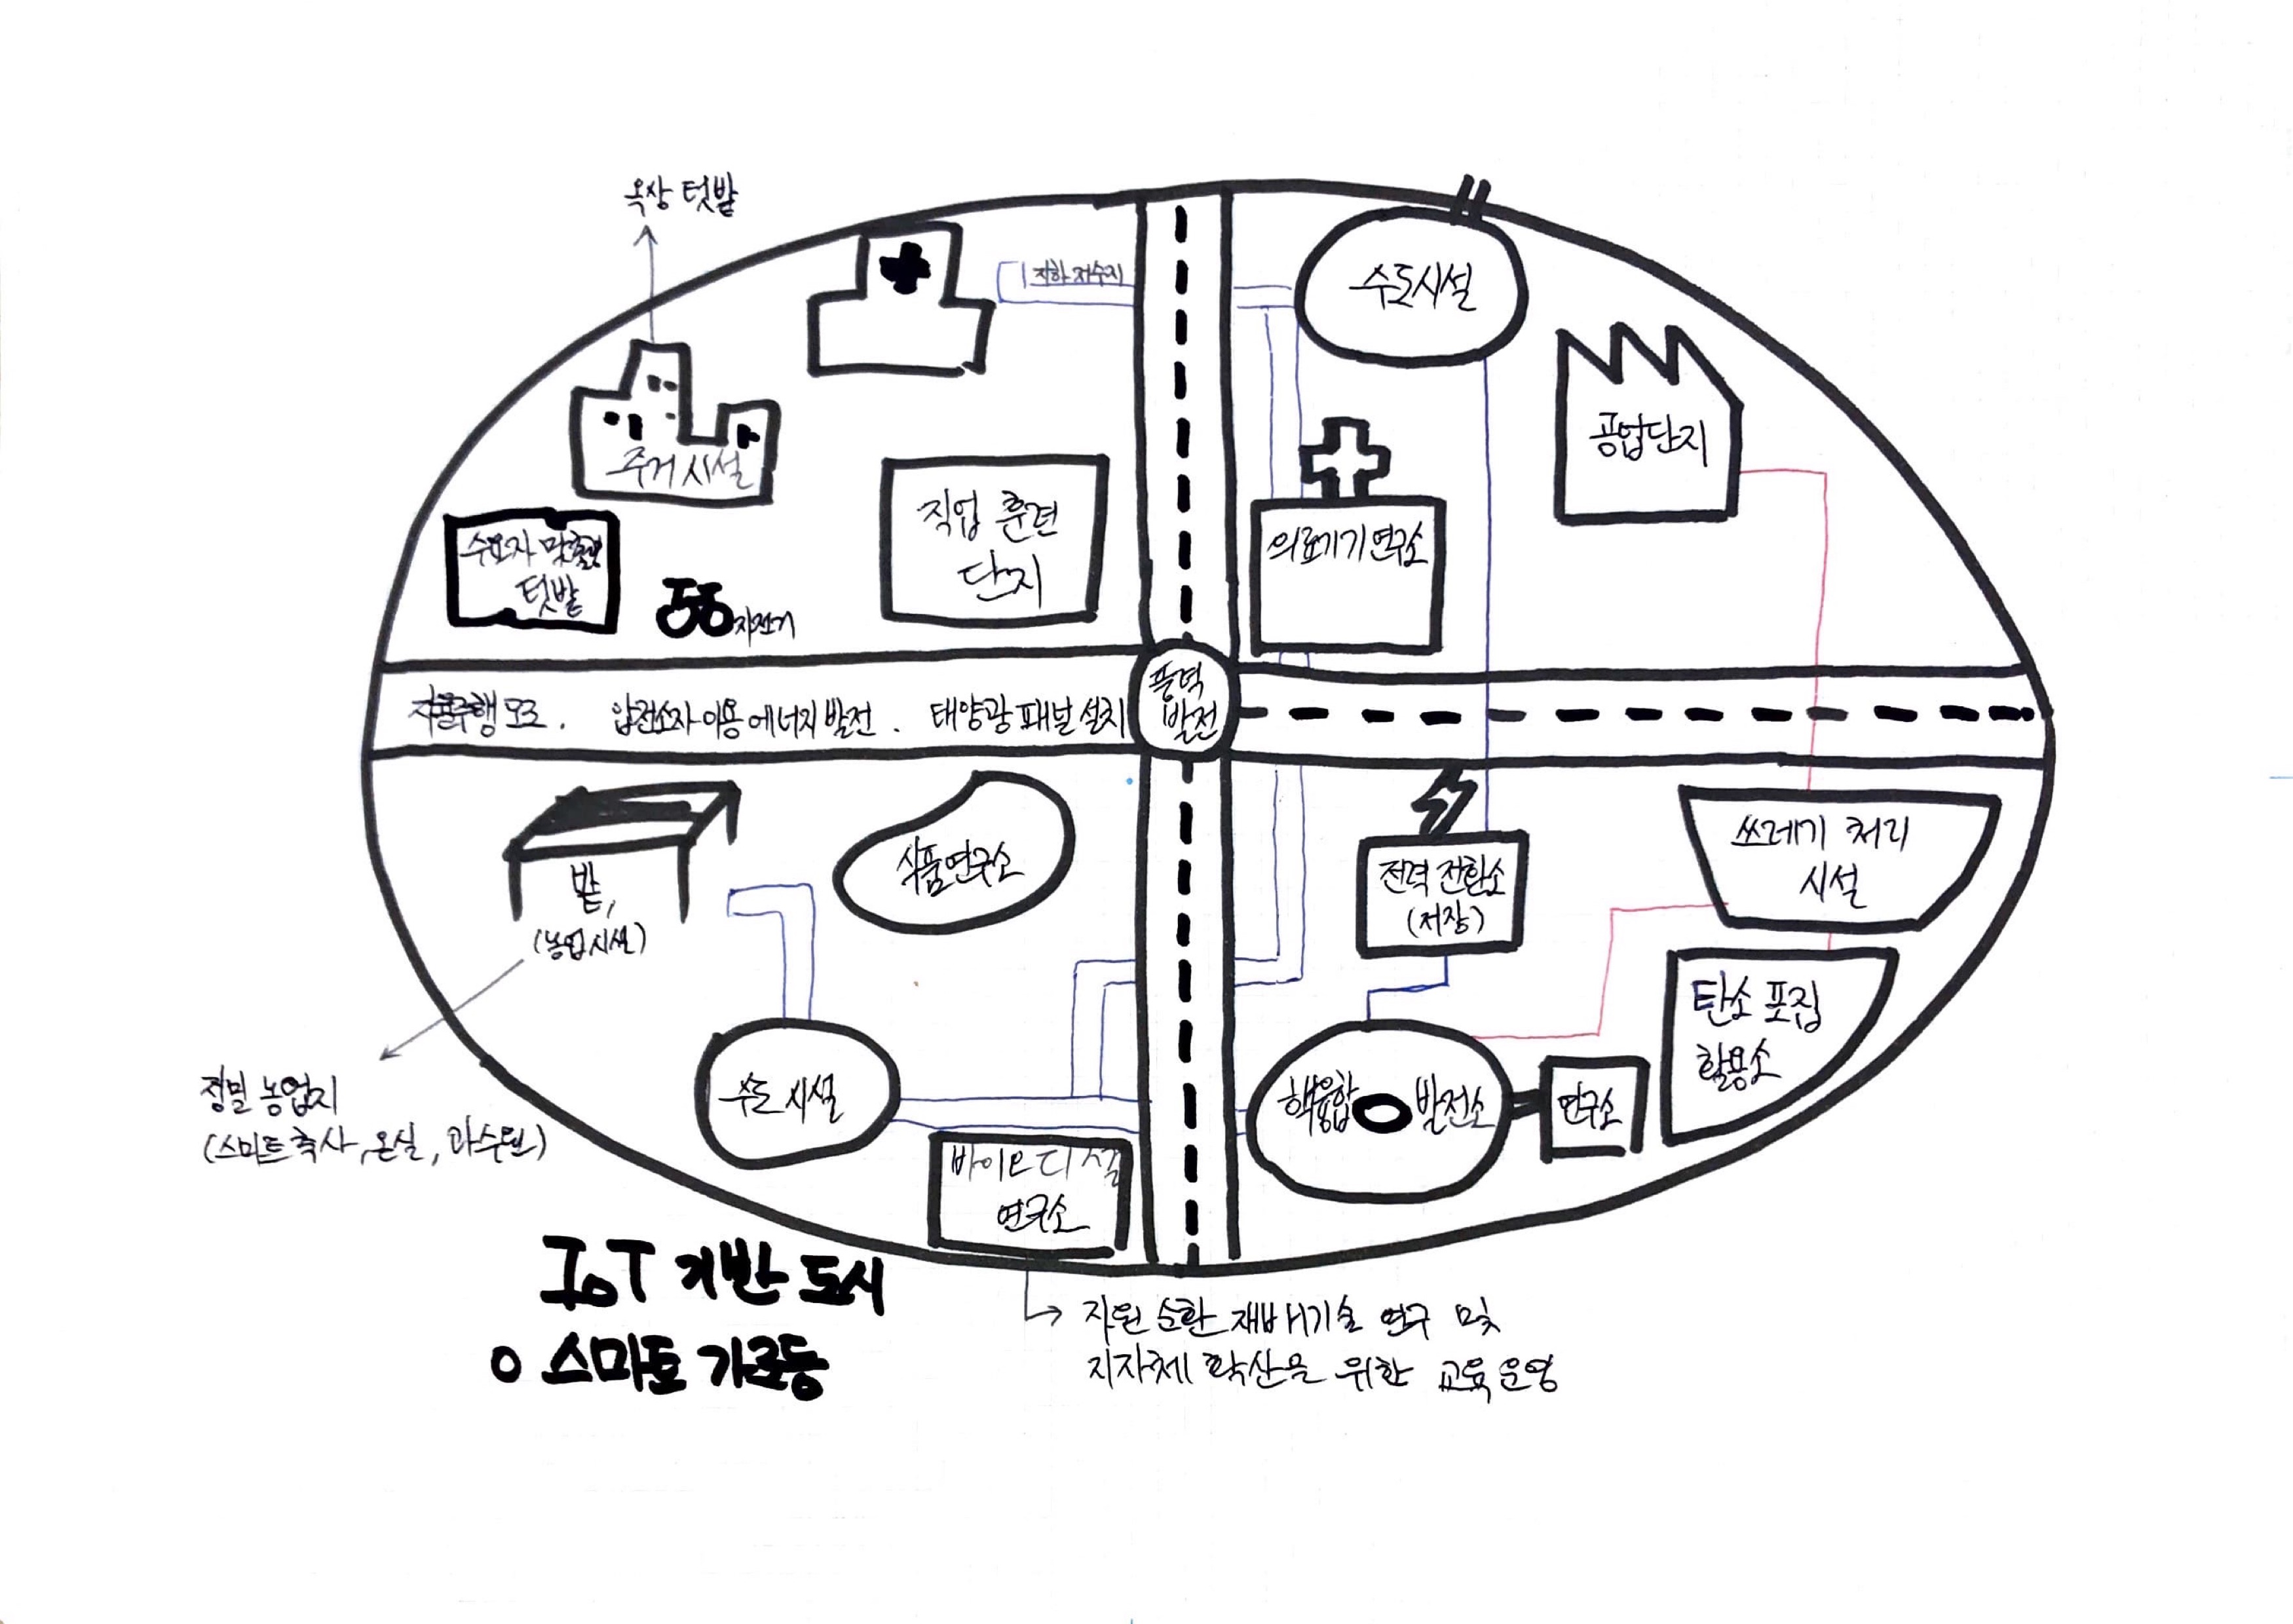 옥상 텃밭
지하 저수지
수도시설
주거 시설
공업단지
직업 훈련
단지
의료기기 연구소
수요자 맞춤형
텃밭
자전거
자율주행 도로. 압전소자 이용 에너지 발전. 태양광 패널 설치
풍력
발전
밭,
(농업시설)
식품연구소
전력 전환소
(저장)
쓰레기 처리
시설
탄소 포집
활용소
정밀 농업지
(스마트 축사, 온실, 과수원)
수도 시설
핵융합 발전소
연구소
바이오 디젤
연구소
IoT 기반 도시
스마트 가로등
자원 순환 재배기술 연구 및
지자체 확산을 위한 교육 운영